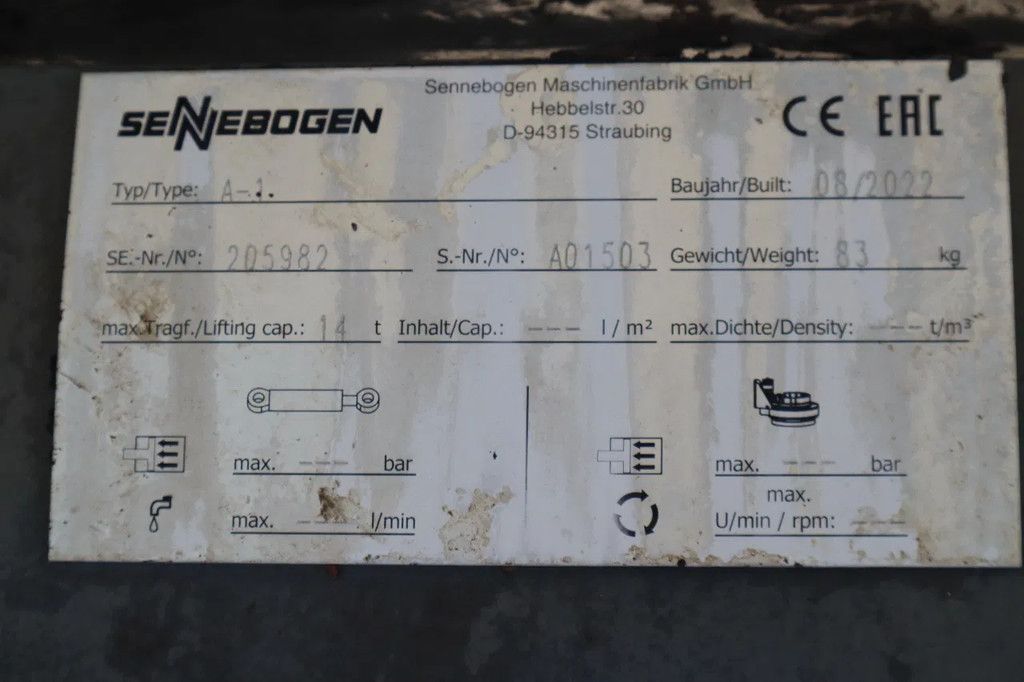 SENNEBOGEN
Sennebogen Maschinenfabrik GmbH
Hebbelstr.30
D-94315 Straubing
CE EAC
Typ/Type: A-1.
Baujahr/Built: 08/2022
SE.-Nr./N°: 205982
S.-Nr./N°: A01503
Gewicht/Weight: 83 kg
max.Tragf./Lifting cap.: 14 t
Inhalt/Cap.: --- l / m²
max.Dichte/Density: --- t/m³
max. --- bar
max. --- bar
max. --- l/min
max.
U/min / rpm: ---